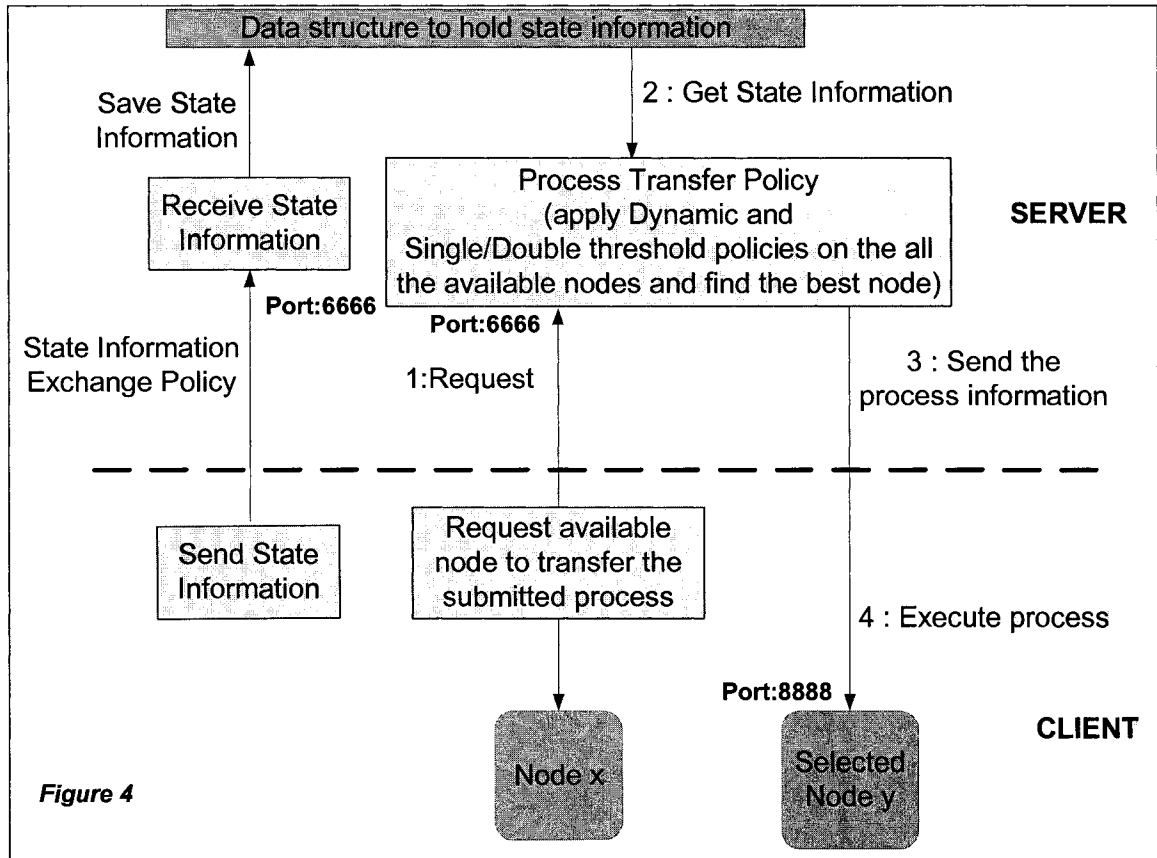 Data structure to hold state information
Save State
Information
2 : Get State Information
Receive State
Information
Process Transfer Policy
(apply Dynamic and
Single/Double threshold policies on the all
the available nodes and find the best node)
SERVER
Port:6666
Port:6666
State Information
Exchange Policy
1:Request
3 : Send the
process information
Send State
Information
Request available
node to transfer the
submitted process
4 : Execute process
Port:8888
CLIENT
Node x
Selected
Node y
Figure 4